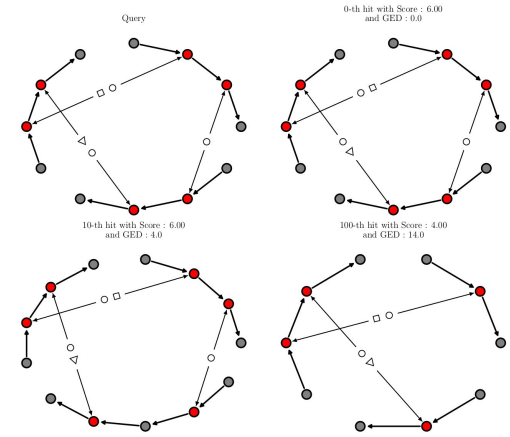 Query
0-th hit with Score : 6.00
and GED : 0.0
10-th hit with Score : 6.00
and GED : 4.0
100-th hit with Score : 4.00
and GED : 14.0